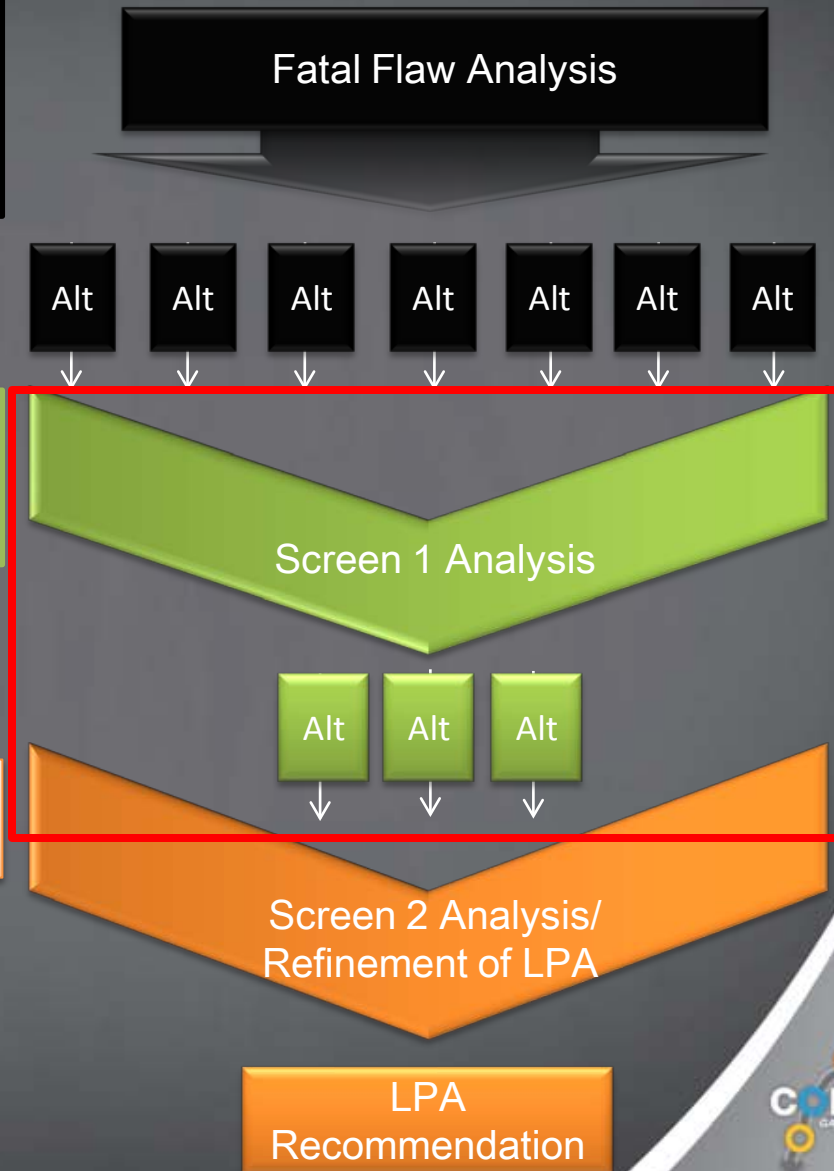 Fatal Flaw Analysis
Alt Alt Alt Alt Alt Alt Alt
Screen 1 Analysis
Alt Alt Alt
Screen 2 Analysis/
Refinement of LPA
LPA
Recommendation